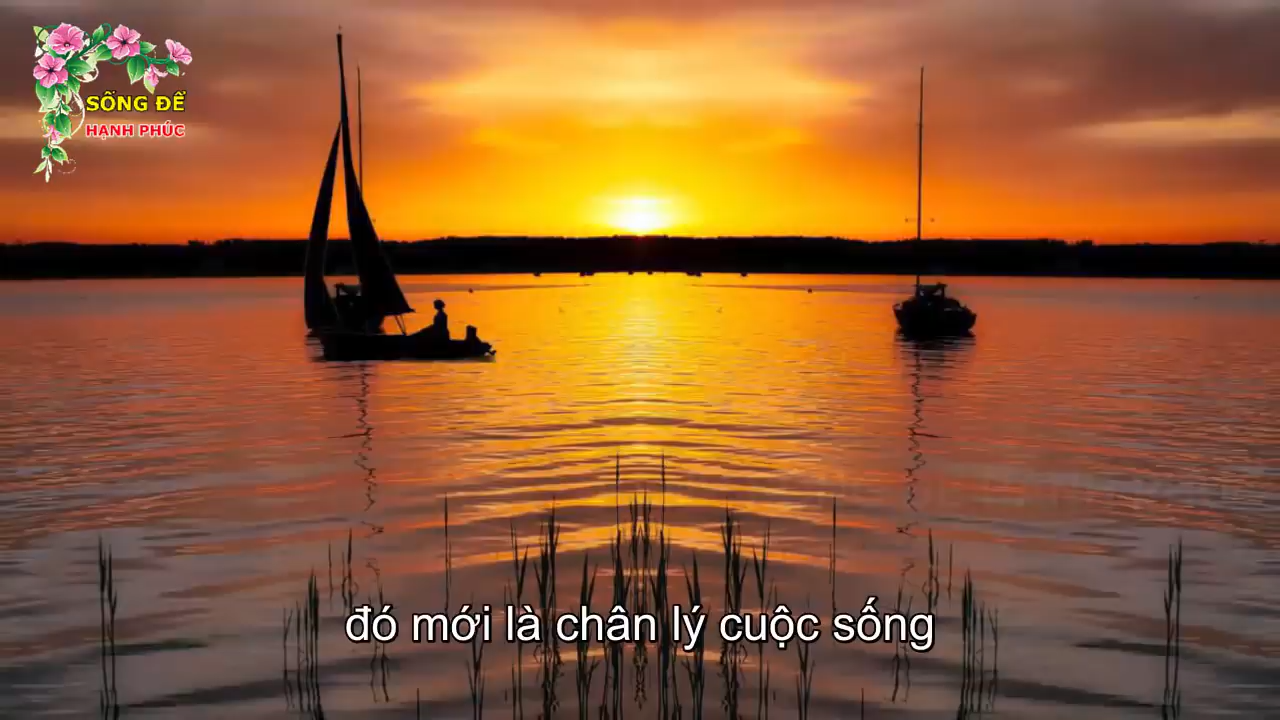 SỐNG ĐỂ
HẠNH PHÚC
đó mới là chân lý cuộc sống